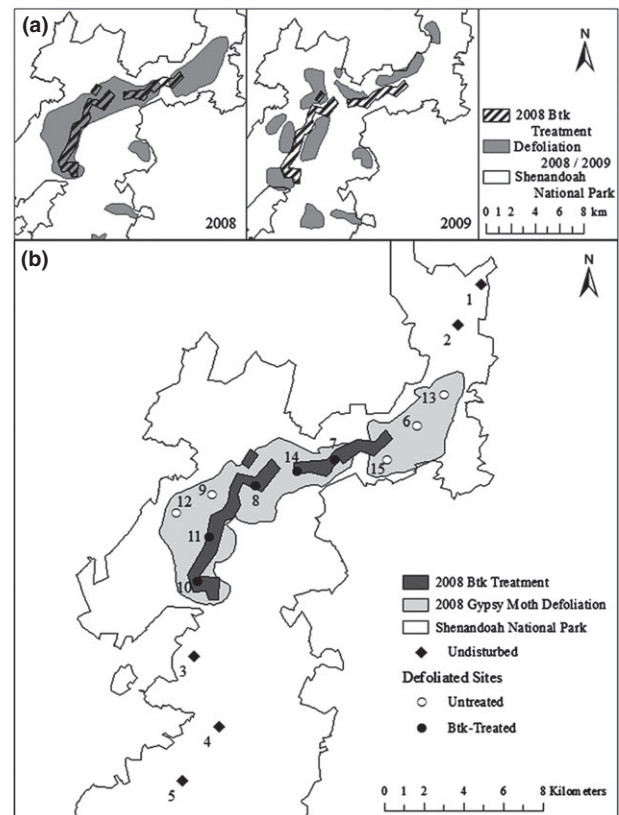 (a)
2008
2009
N
2008 Btk
Treatment
Defoliation
2008 / 2009
Shenandoah
National Park
0 1 2 4 6 8
km
(b)
N
1
2
13
6
7
14
15
8
9
12
11
10
3
4
5
2008 Btk Treatment
2008 Gypsy Moth Defoliation
Shenandoah National Park
Undisturbed
Defoliated Sites
Untreated
Btk-Treated
0 1 2 4 6 8 Kilometers